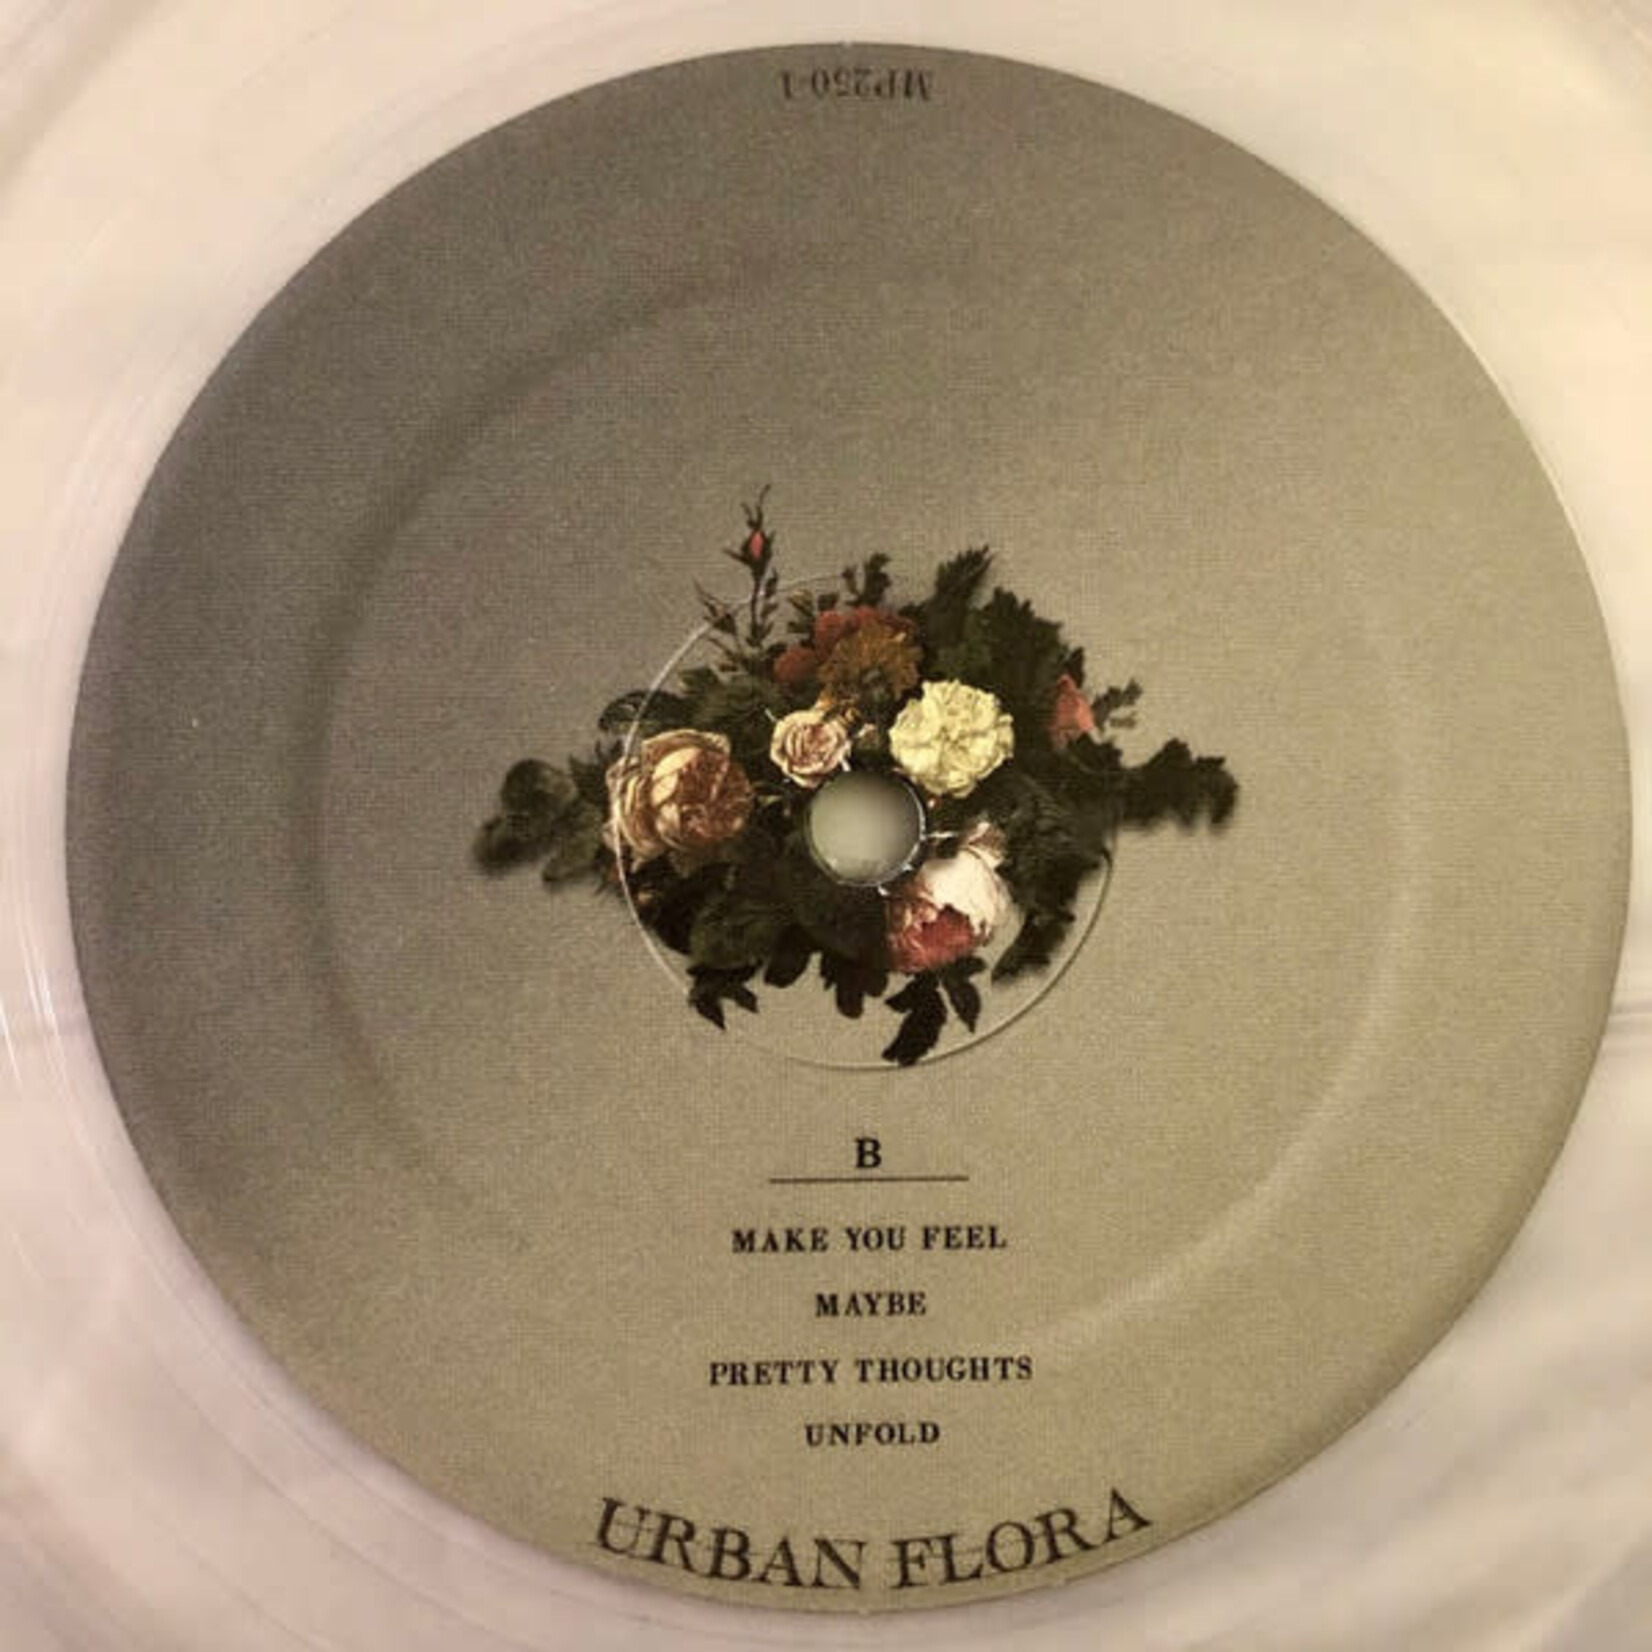 MP250-1
B
MAKE YOU FEEL
MAYBE
PRETTY THOUGHTS
UNFOLD
URBAN FLORA